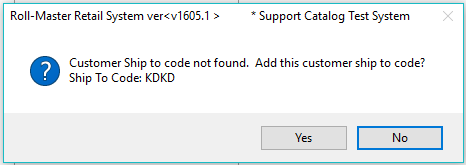 Roll-Master Retail System ver<v1605.1 > * Support Catalog Test System
Customer Ship to code not found. Add this customer ship to code?
Ship To Code: KDKD
Yes No